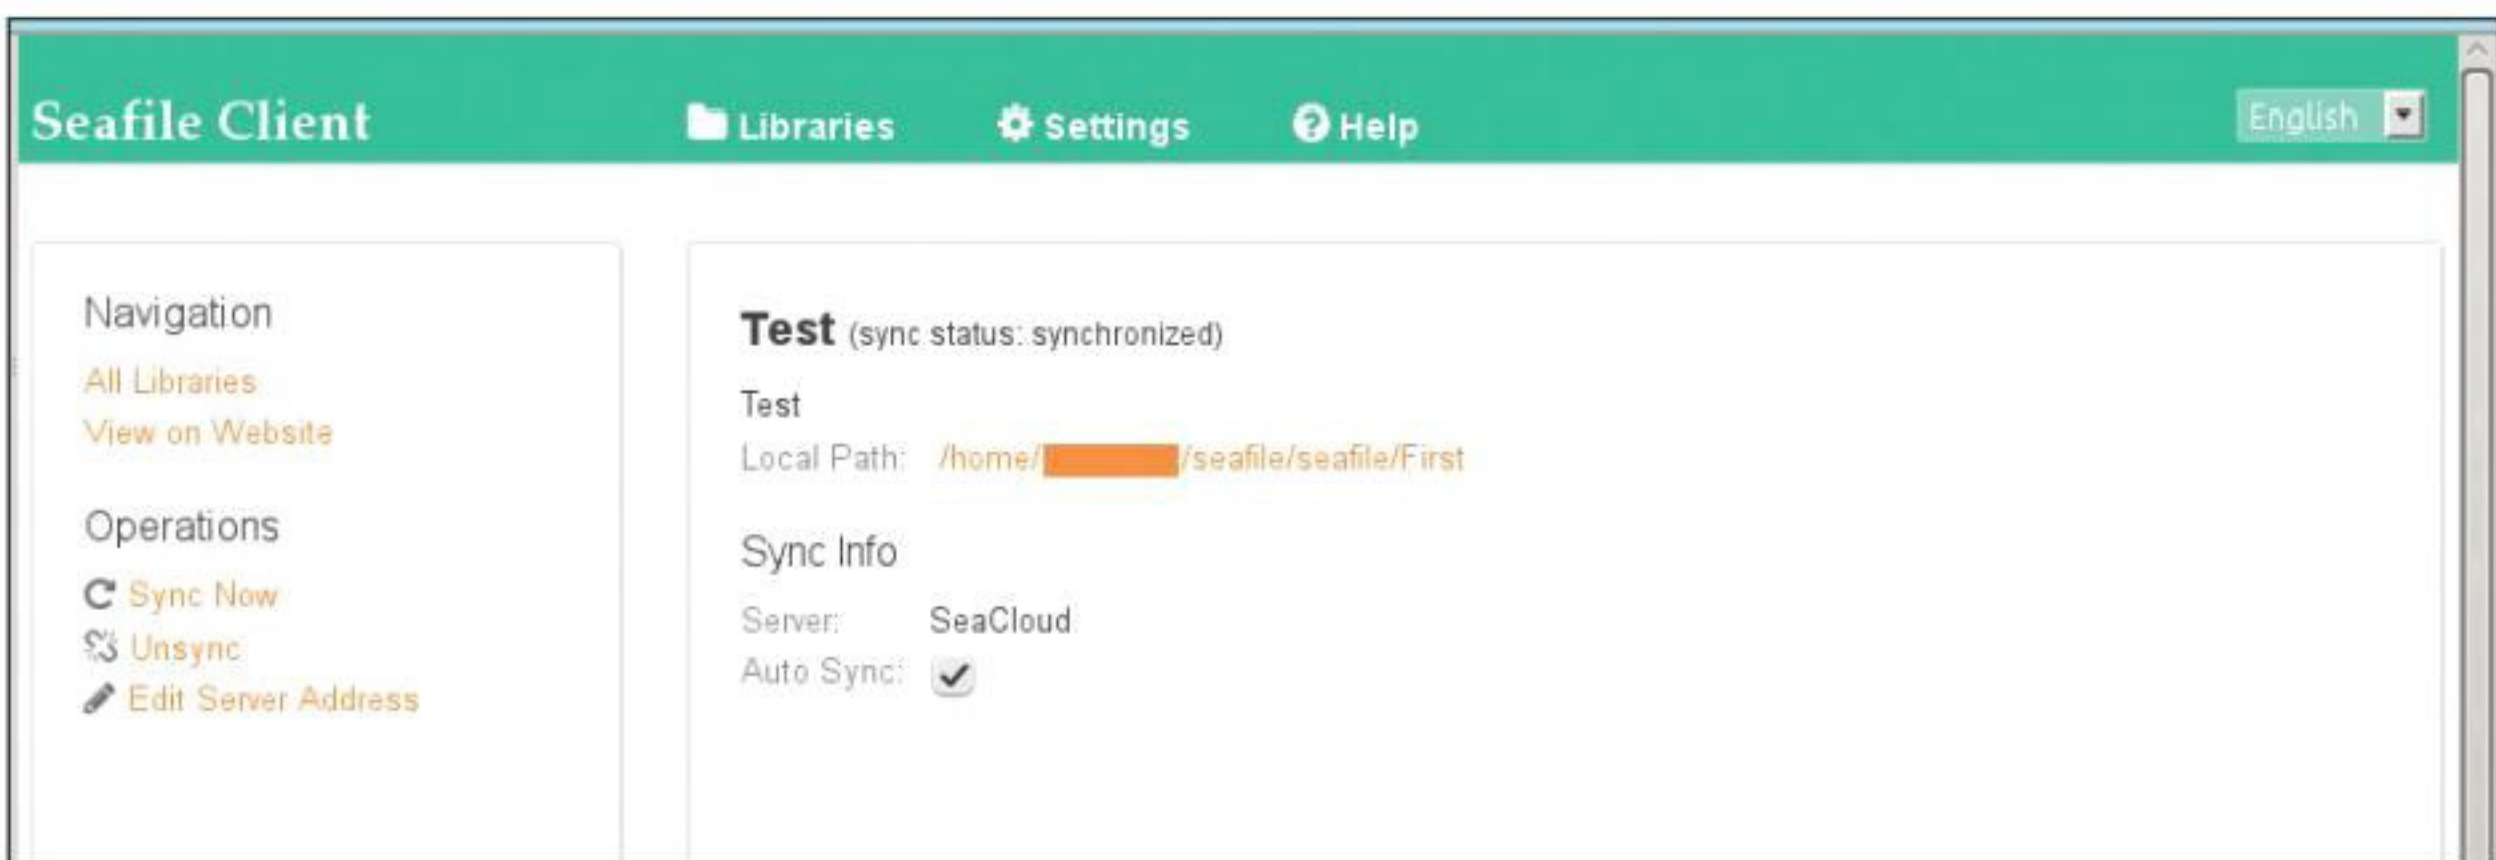 Seafile Client
Libraries
Settings
Help
English
Navigation
All Libraries
View on Website
Operations
Sync Now
Unsync
Edit Server Address
Test (sync status: synchronized)
Test
Local Path: /home/ /seafile/seafile/First
Sync Info
Server: SeaCloud
Auto Sync: